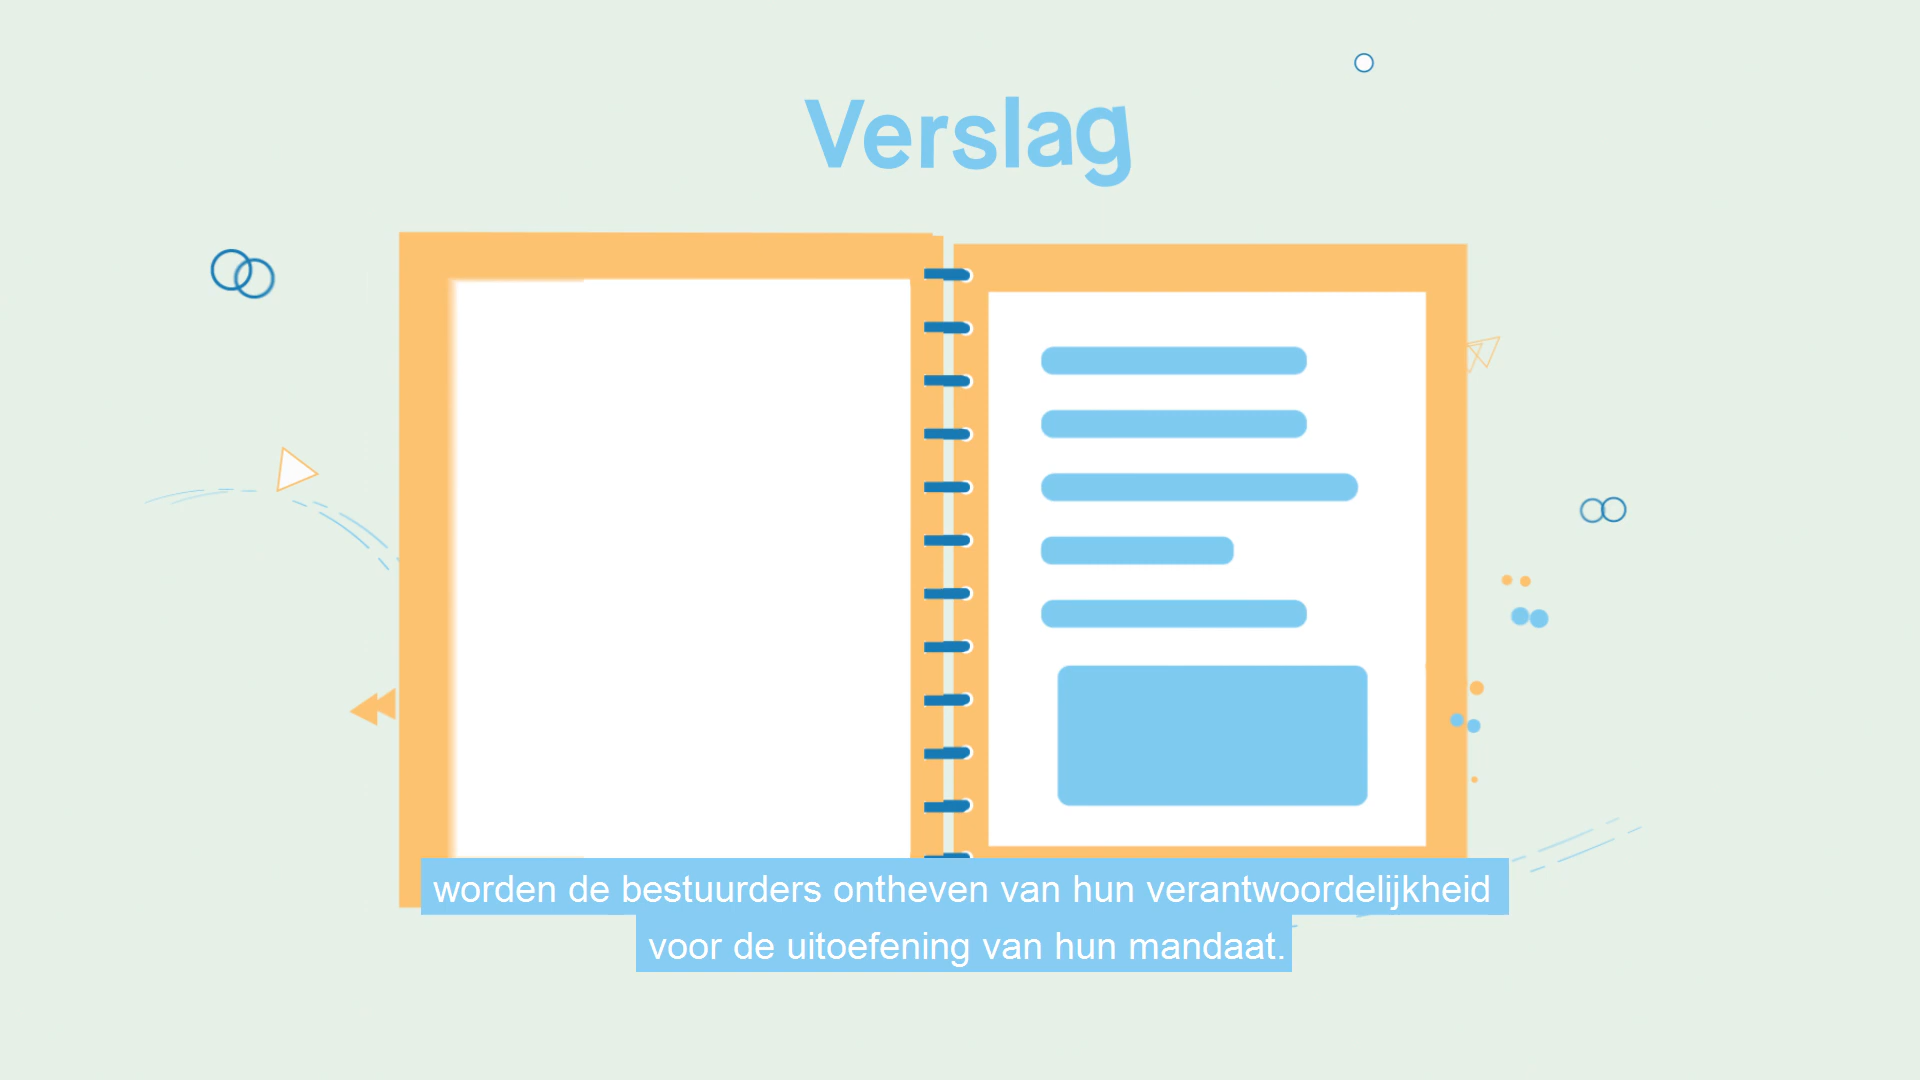 Verslag
worden de bestuurders ontheven van hun verantwoordelijkheid
voor de uitoefening van hun mandaat.